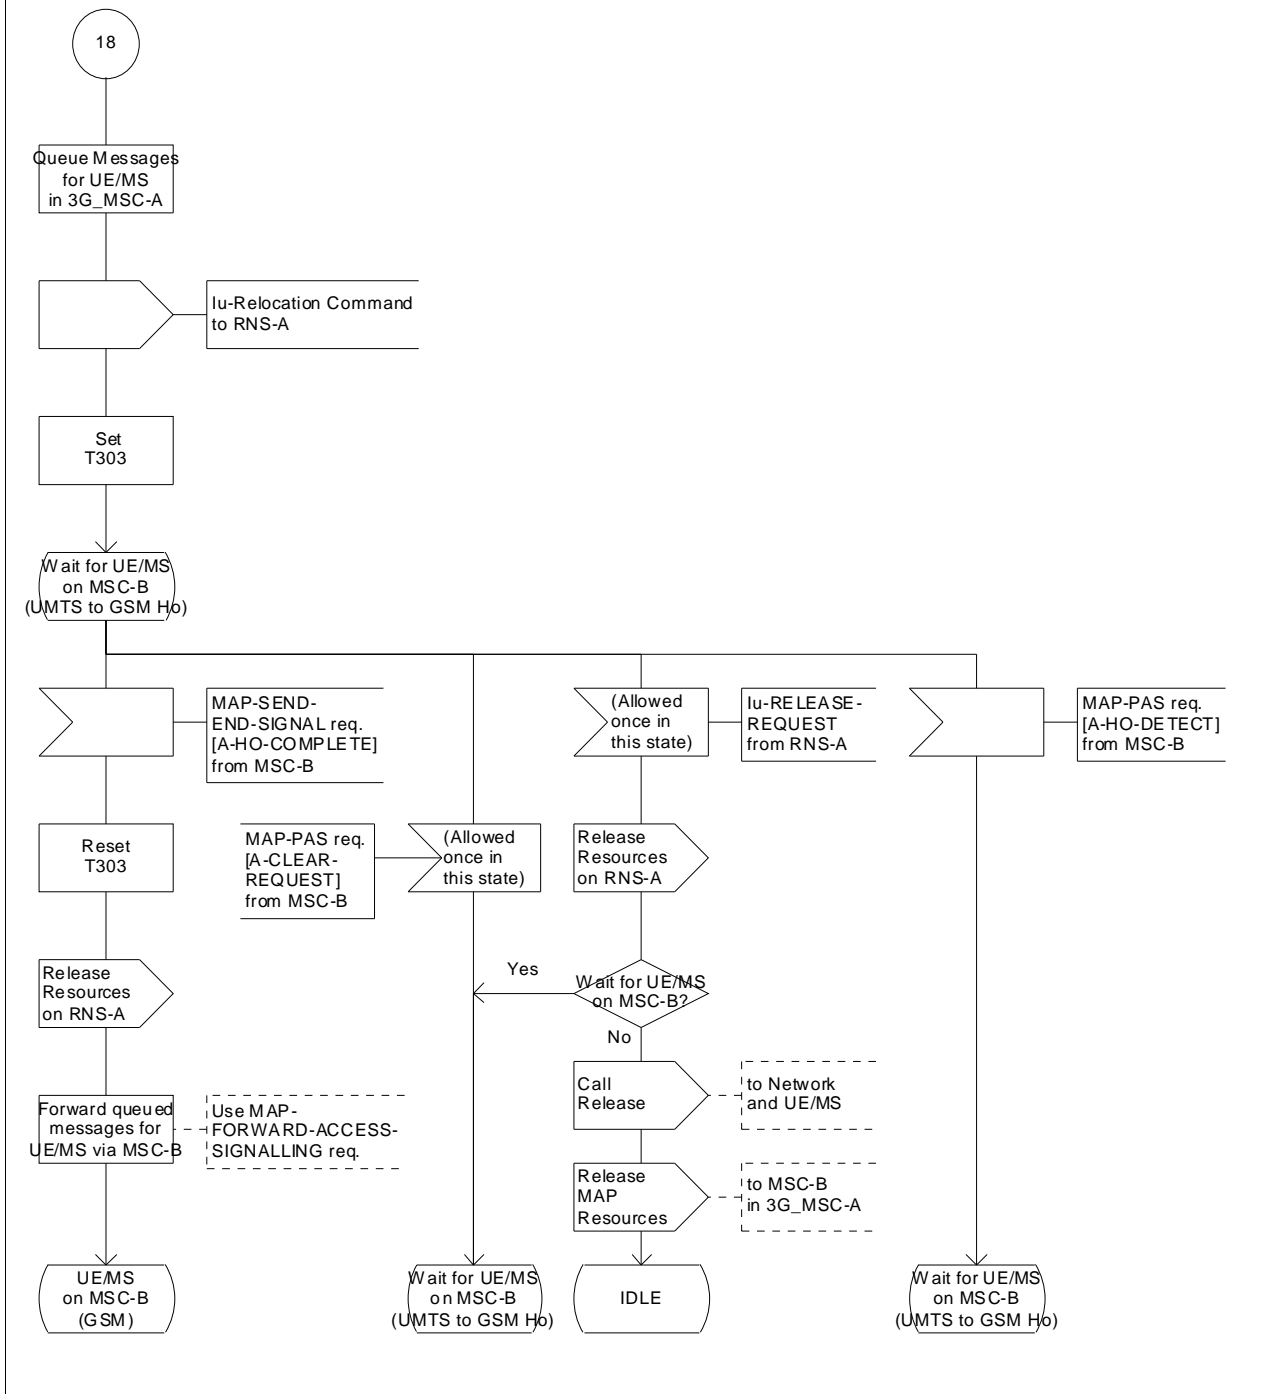 18
Queue Messages
for UE/MS
in 3G_MSC-A
Iu-Relocation Command
to RNS-A
Set
T303
Wait for UE/MS
on MSC-B
(UMTS to GSM Ho)
MAP-SEND-
END-SIGNAL req.
[A-HO-COMPLETE]
from MSC-B
(Allowed
once in
this state)
Iu-RELEASE-
REQUEST
from RNS-A
MAP-PAS req.
[A-HO-DETECT]
from MSC-B
Reset
T303
MAP-PAS req.
[A-CLEAR-
REQUEST]
from MSC-B
(Allowed
once in
this state)
Release
Resources
on RNS-A
Release
Resources
on RNS-A
Yes
Wait for UE/MS
on MSC-B?
No
Call
Release
to Network
and UE/MS
Forward queued
messages for
UE/MS via MSC-B
Use MAP-
FORWARD-ACCESS-
SIGNALLING req.
Release
MAP
Resources
to MSC-B
in 3G_MSC-A
UE/MS
on MSC-B
(GSM)
Wait for UE/MS
on MSC-B
(UMTS to GSM Ho)
IDLE
Wait for UE/MS
on MSC-B
(UMTS to GSM Ho)